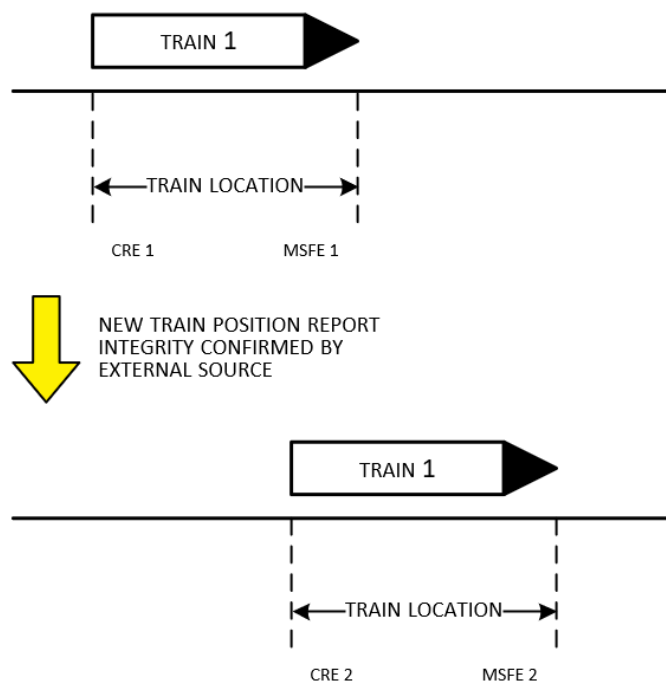 TRAIN 1
TRAIN LOCATION
CRE 1 MSFE 1
NEW TRAIN POSITION REPORT
INTEGRITY CONFIRMED BY
EXTERNAL SOURCE
TRAIN 1
TRAIN LOCATION
CRE 2 MSFE 2